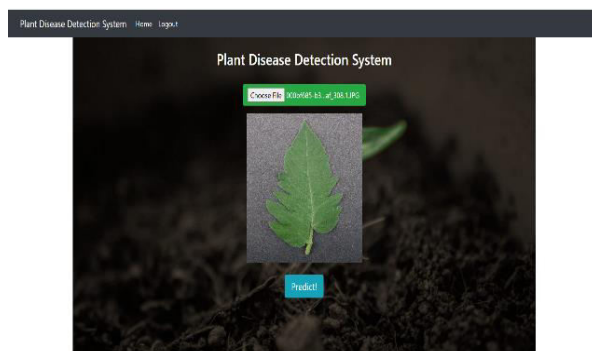 Plant Disease Detection System Home Logout
Plant Disease Detection System
Choose File
Predict!